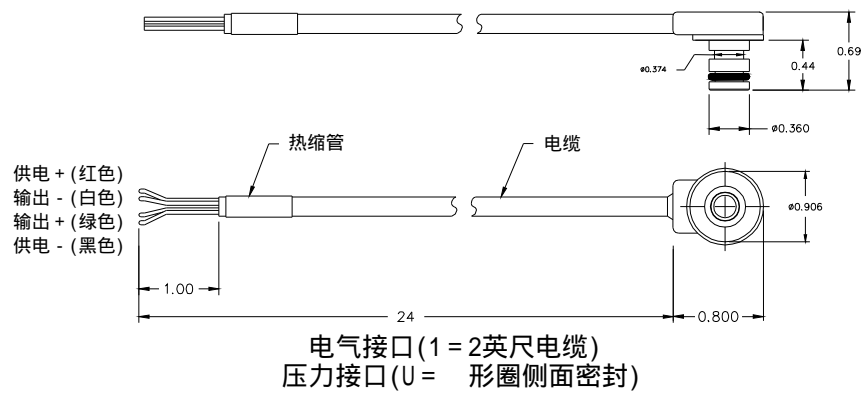 0.69
ø0.374
0.44
ø0.360
热缩管
电缆
供电 + (红色)
输出 - (白色)
输出 + (绿色)
供电 - (黑色)
ø0.906
1.00
24
0.800
电气接口(1 = 2英尺电缆)
压力接口(U = 形圈侧面密封)